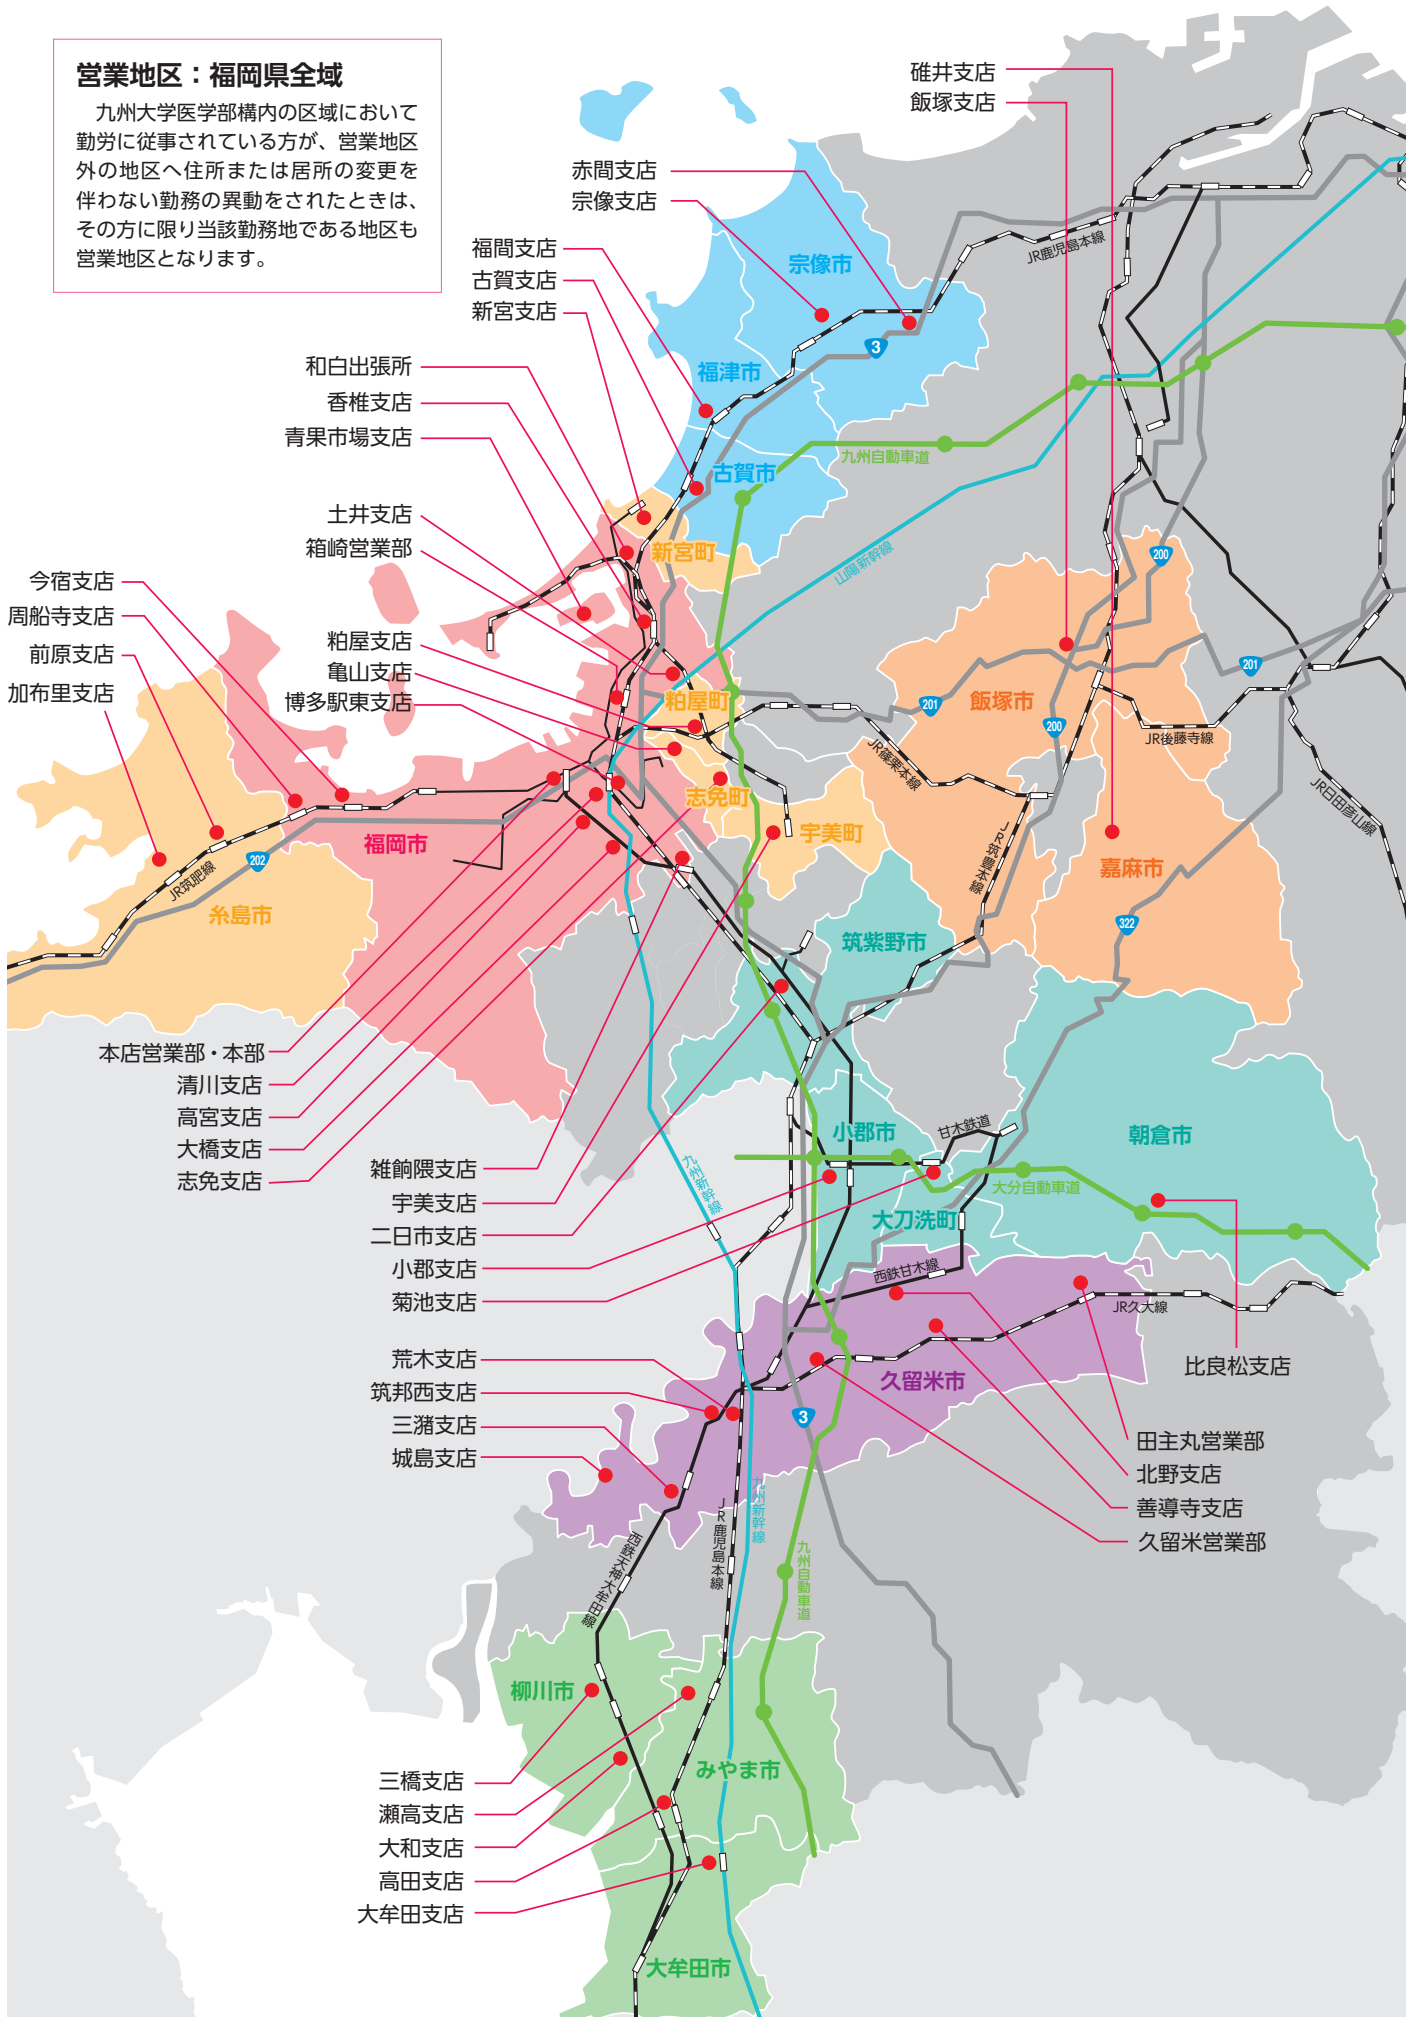 営業地区：福岡県全域
九州大学医学部構内の区域において
勤労に従事されている方が、営業地区
外の地区へ住所または居所の変更を
伴わない勤務の異動をされたときは、
その方に限り当該勤務地である地区も
営業地区となります。
碓井支店
飯塚支店
赤間支店
宗像支店
福間支店
古賀支店
新宮支店
和白出張所
香椎支店
青果市場支店
土井支店
箱崎営業部
今宿支店
周船寺支店
前原支店
加布里支店
粕屋支店
亀山支店
博多駅東支店
宗像市
福津市
古賀市
新宮町
粕屋町
志免町
宇美町
福岡市
糸島市
飯塚市
嘉麻市
筑紫野市
小郡市
朝倉市
大刀洗町
久留米市
柳川市
みやま市
大牟田市
JR鹿児島本線
3
九州自動車道
山陽新幹線
200
201
201
200
JR後藤寺線
JR篠栗本線
JR日田彦山線
JR筑豊本線
322
202
JR筑肥線
甘木鉄道
大分自動車道
九州新幹線
西鉄甘木線
JR久大線
3
九州新幹線
JR鹿児島本線
西鉄天神大牟田線
九州自動車道
本店営業部・本部
清川支店
高宮支店
大橋支店
志免支店
雑餉隈支店
宇美支店
二日市支店
小郡支店
菊池支店
荒木支店
筑邦西支店
三潴支店
城島支店
比良松支店
田主丸営業部
北野支店
善導寺支店
久留米営業部
三橋支店
瀬高支店
大和支店
高田支店
大牟田支店